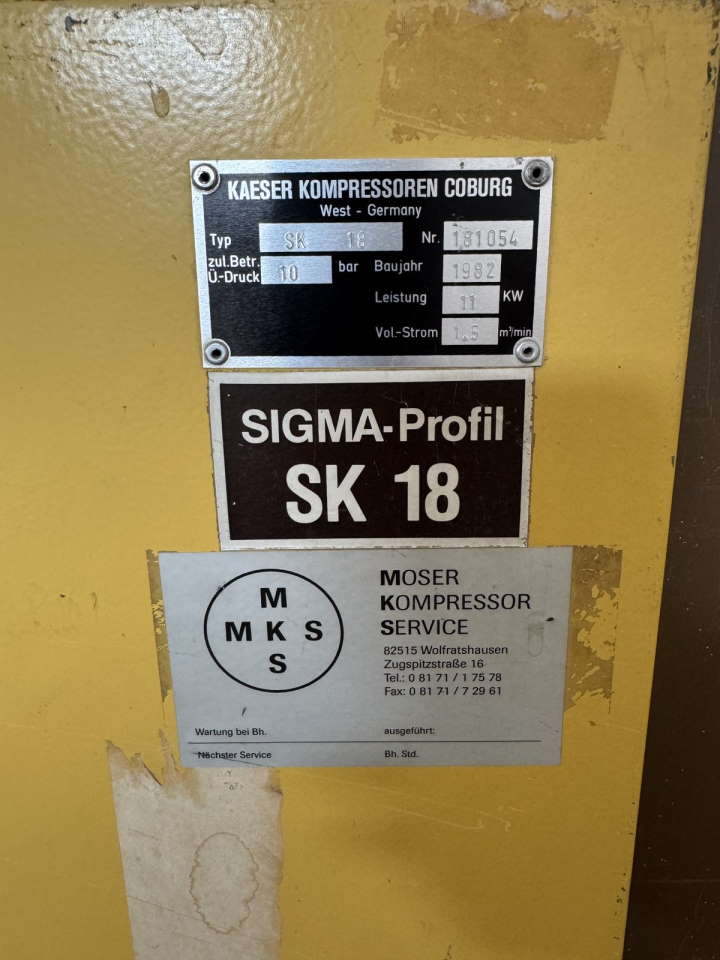 KAESER KOMPRESSOREN COBURG
West - Germany
Typ SK 18 Nr. 181054
zul.Betr.
Ü.-Druck 10 bar Baujahr 1982
Leistung 11 KW
Vol-Strom 1,5 m³/min
SIGMA-Profil
SK 18
M
M K S
S
MOSER
KOMPRESSOR
SERVICE
82515 Wolfratshausen
Zugspitzstraße 16
Tel.: 0 81 71 / 1 75 78
Fax: 0 81 71 / 7 29 61
Wartung bei Bh. ausgeführt:
Nächster Service Bh. Std.